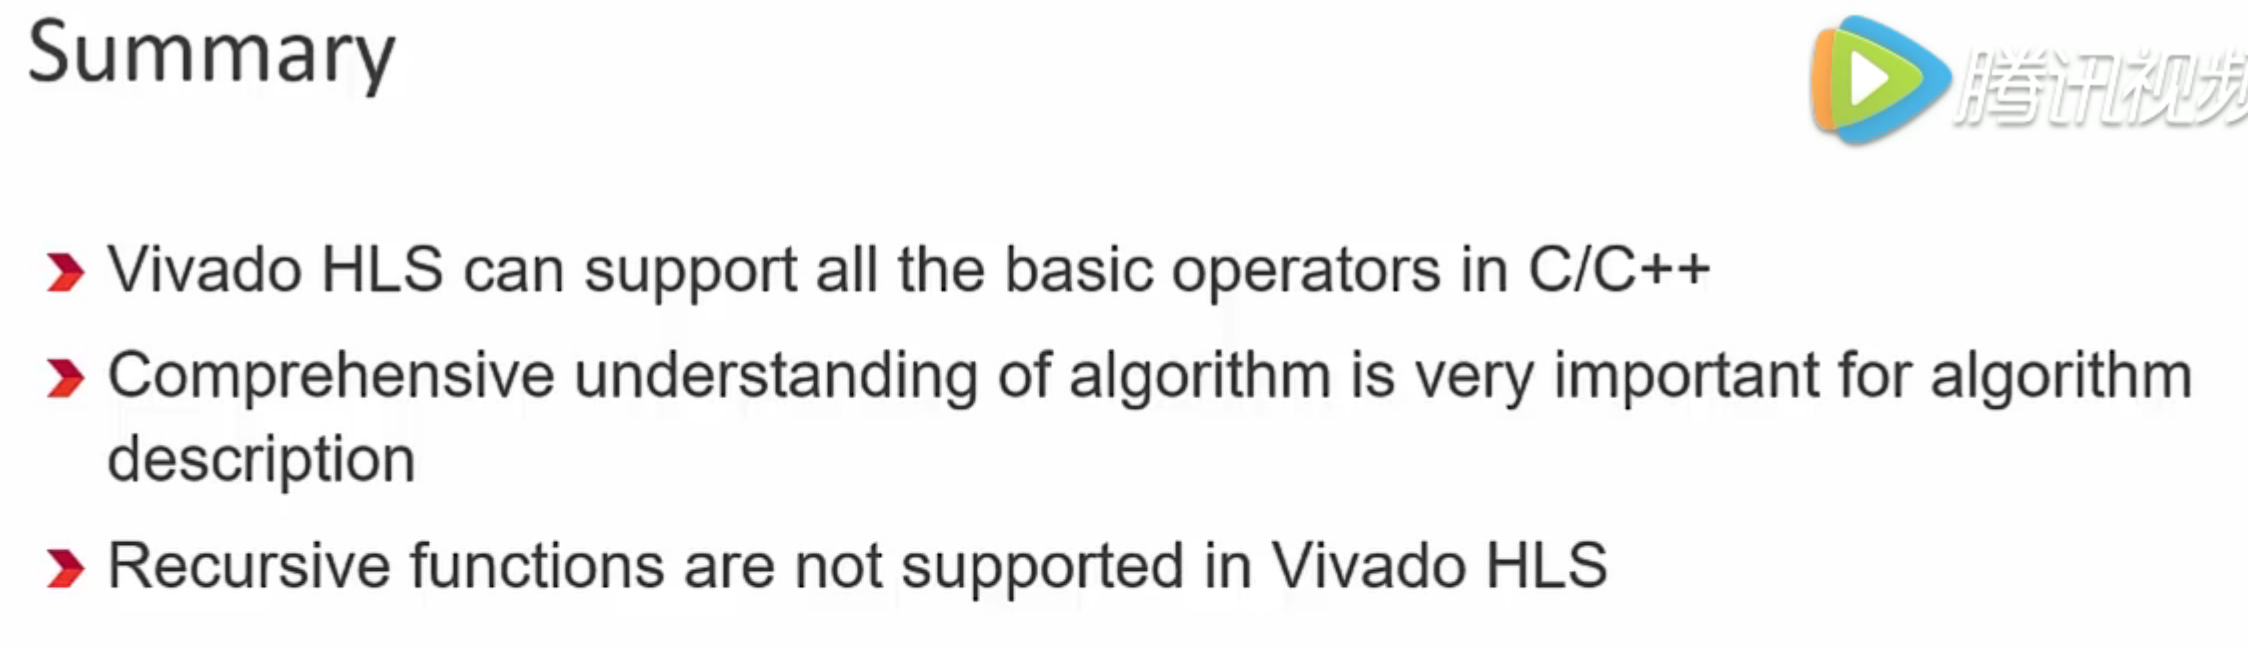 Summary
腾讯视频
Vivado HLS can support all the basic operators in C/C++
Comprehensive understanding of algorithm is very important for algorithm
description
Recursive functions are not supported in Vivado HLS